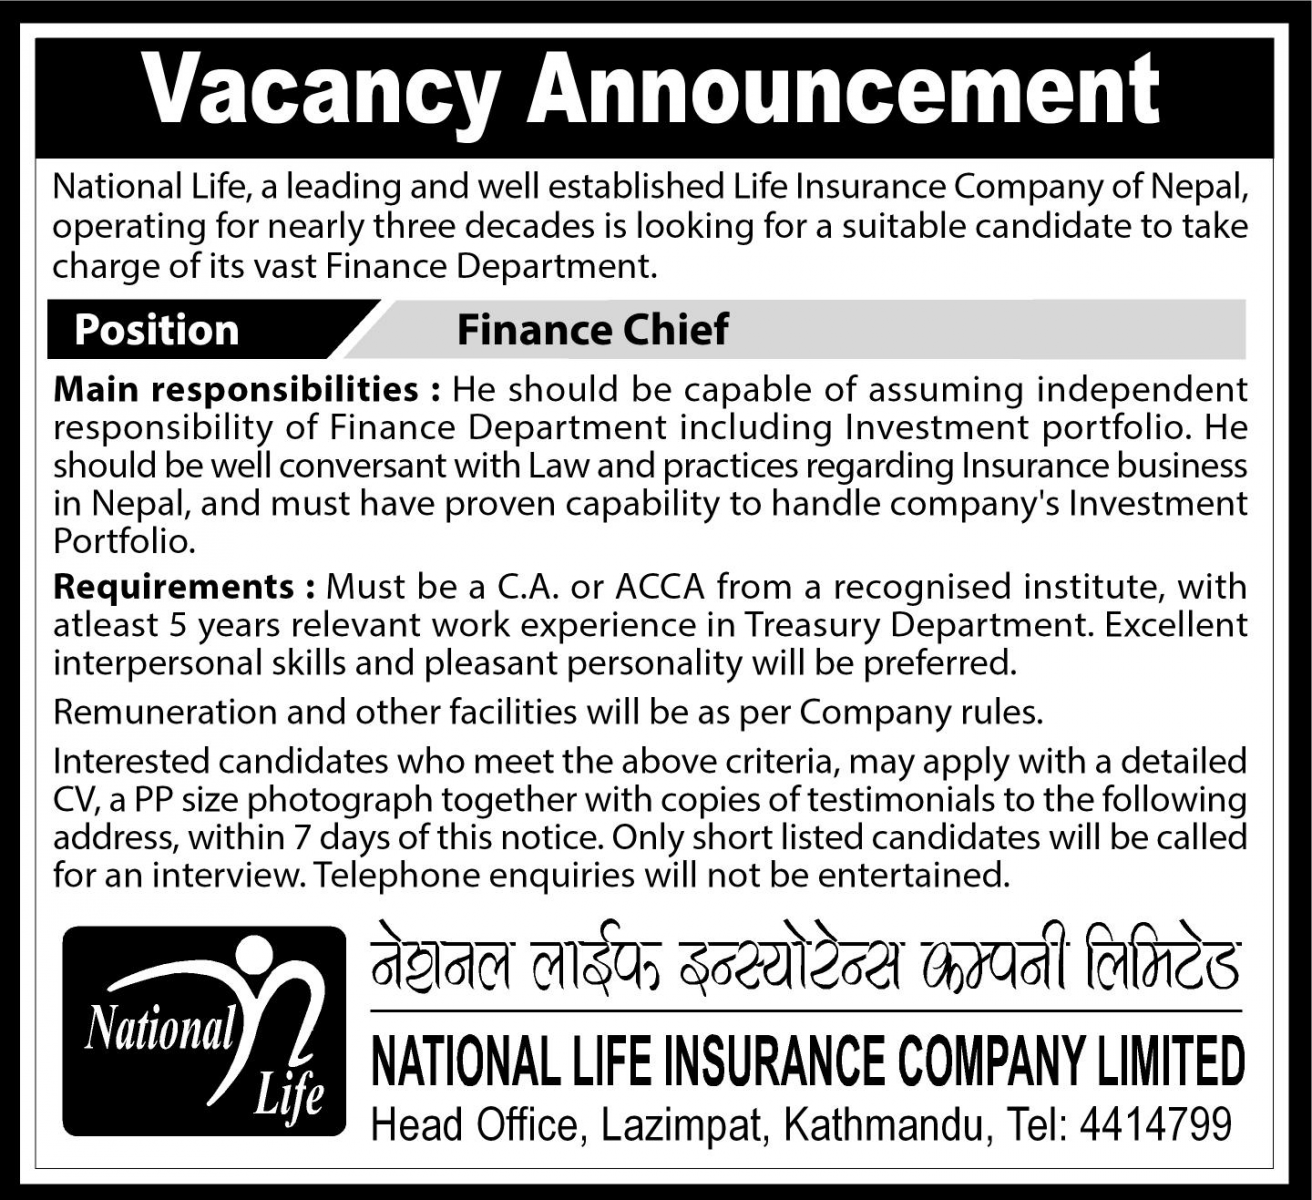 Vacancy Announcement
National Life, a leading and well established Life Insurance Company of Nepal,
operating for nearly three decades is looking for a suitable candidate to take
charge of its vast Finance Department.
Position Finance Chief
Main responsibilities : He should be capable of assuming independent
responsibility of Finance Department including Investment portfolio. He
should be well conversant with Law and practices regarding Insurance business
in Nepal, and must have proven capability to handle company's Investment
Portfolio.
Requirements : Must be a C.A. or ACCA from a recognised institute, with
atleast 5 years relevant work experience in Treasury Department. Excellent
interpersonal skills and pleasant personality will be preferred.
Remuneration and other facilities will be as per Company rules.
Interested candidates who meet the above criteria, may apply with a detailed
CV, a PP size photograph together with copies of testimonials to the following
address, within 7 days of this notice. Only short listed candidates will be called
for an interview. Telephone enquiries will not be entertained.
National
Life
नेशनल लाईफ इन्स्योरेन्स कम्पनी लिमिटेड
NATIONAL LIFE INSURANCE COMPANY LIMITED
Head Office, Lazimpat, Kathmandu, Tel: 4414799